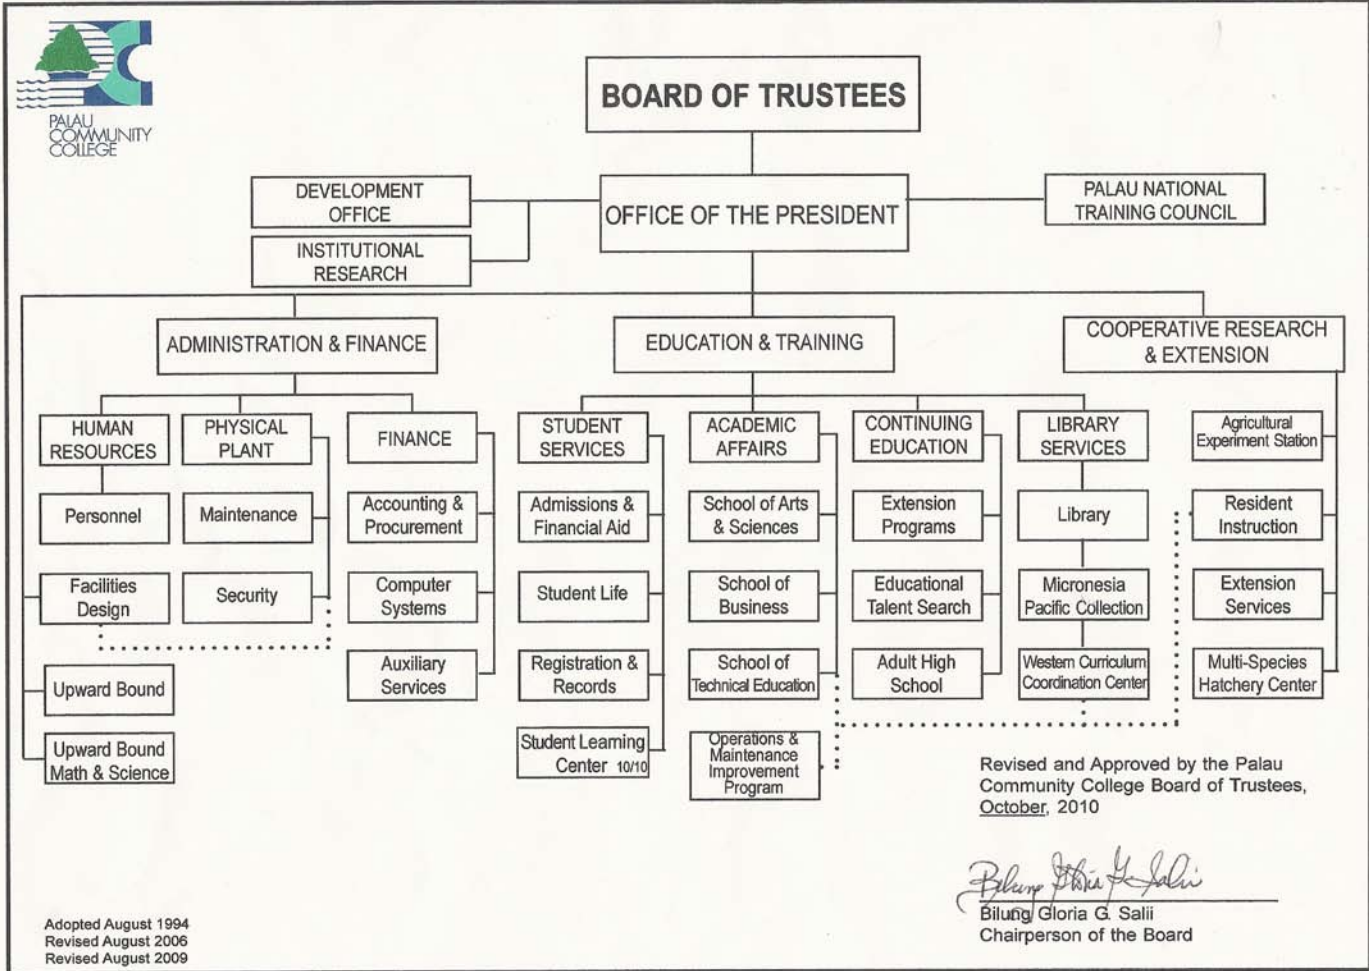 PALAU
COMMUNITY
COLLEGE
BOARD OF TRUSTEES
DEVELOPMENT
OFFICE
OFFICE OF THE PRESIDENT
PALAU NATIONAL
TRAINING COUNCIL
INSTITUTIONAL
RESEARCH
ADMINISTRATION & FINANCE
EDUCATION & TRAINING
COOPERATIVE RESEARCH
& EXTENSION
HUMAN
RESOURCES
PHYSICAL
PLANT
FINANCE
STUDENT
SERVICES
ACADEMIC
AFFAIRS
CONTINUING
EDUCATION
LIBRARY
SERVICES
Agricultural
Experiment Station
Personnel
Maintenance
Accounting &
Procurement
Admissions &
Financial Aid
School of Arts
& Sciences
Extension
Programs
Library
Resident
Instruction
Facilities
Design
Security
Computer
Systems
Student Life
School of
Business
Educational
Talent Search
Micronesia
Pacific Collection
Extension
Services
Upward Bound
Auxiliary
Services
Registration &
Records
School of
Technical Education
Adult High
School
Western Curriculum
Coordination Center
Multi-Species
Hatchery Center
Upward Bound
Math & Science
Student Learning
Center 10/10
Operations &
Maintenance
Improvement
Program
Revised and Approved by the Palau
Community College Board of Trustees,
October, 2010
Bilung Gloria G. Salii
Bilung Gloria G. Salii
Chairperson of the Board
Adopted August 1994
Revised August 2006
Revised August 2009